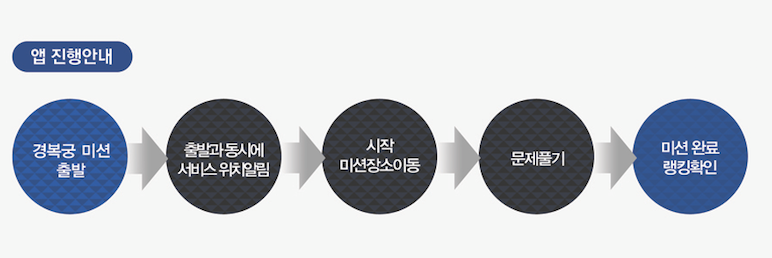 앱 진행안내
경복궁 미션
출발
출발과 동시에
서비스 위치알림
시작
미션장소이동
문제풀기
미션 완료
랭킹확인